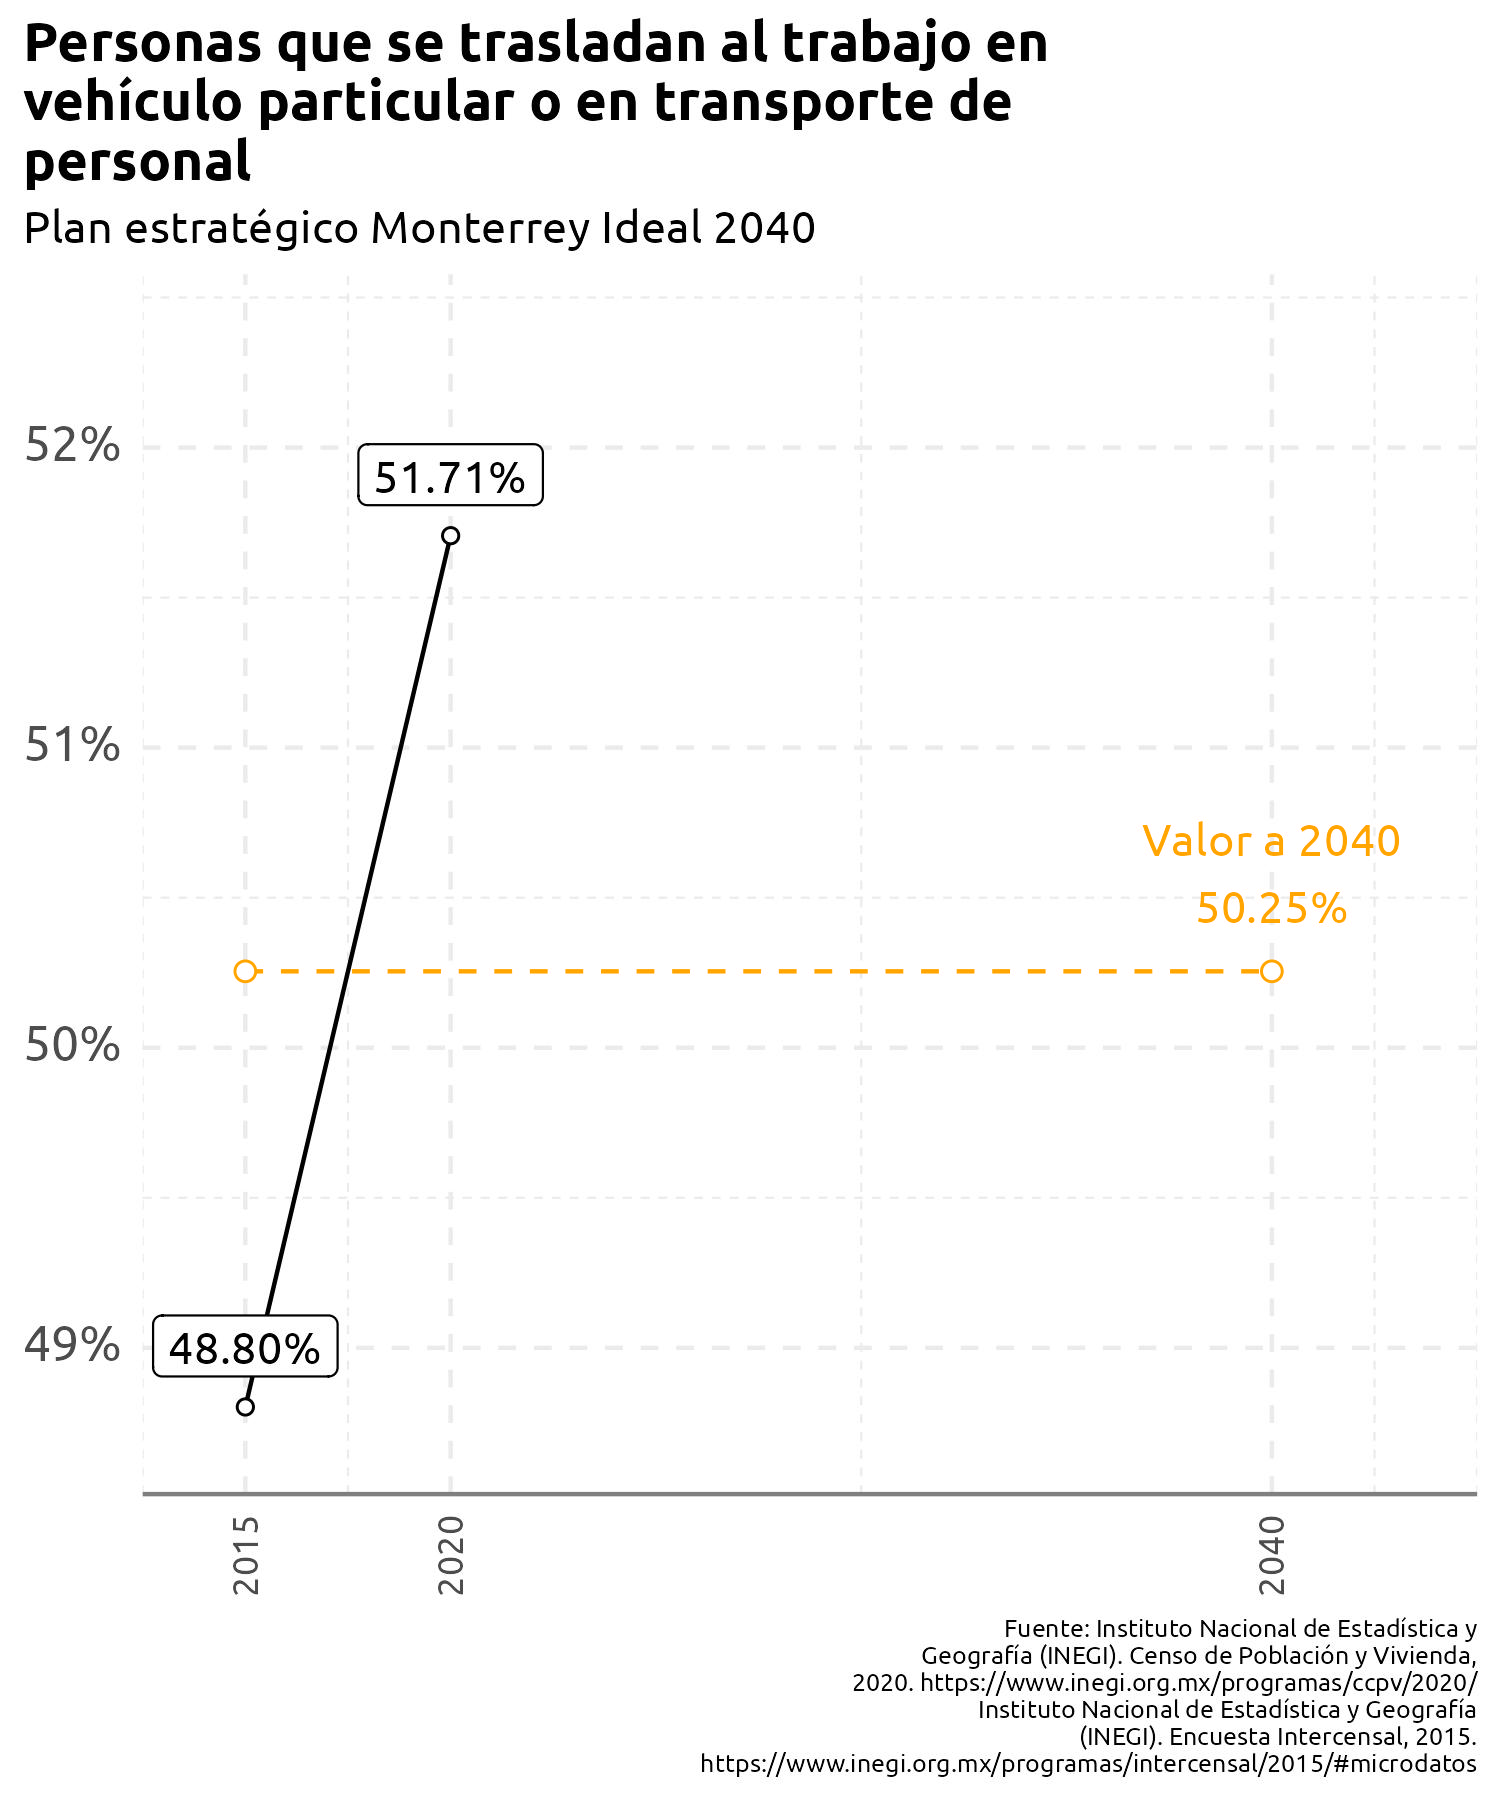 Personas que se trasladan al trabajo en
vehículo particular o en transporte de
personal
Plan estratégico Monterrey Ideal 2040
52%
51.71%
51%
Valor a 2040
50.25%
50%
49%
48.80%
2015
2020
2040
Fuente: Instituto Nacional de Estadística y
Geografía (INEGI). Censo de Población y Vivienda,
2020. https://www.inegi.org.mx/programas/ccpv/2020/
Instituto Nacional de Estadística y Geografía
(INEGI). Encuesta Intercensal, 2015.
https://www.inegi.org.mx/programas/intercensal/2015/#microdatos